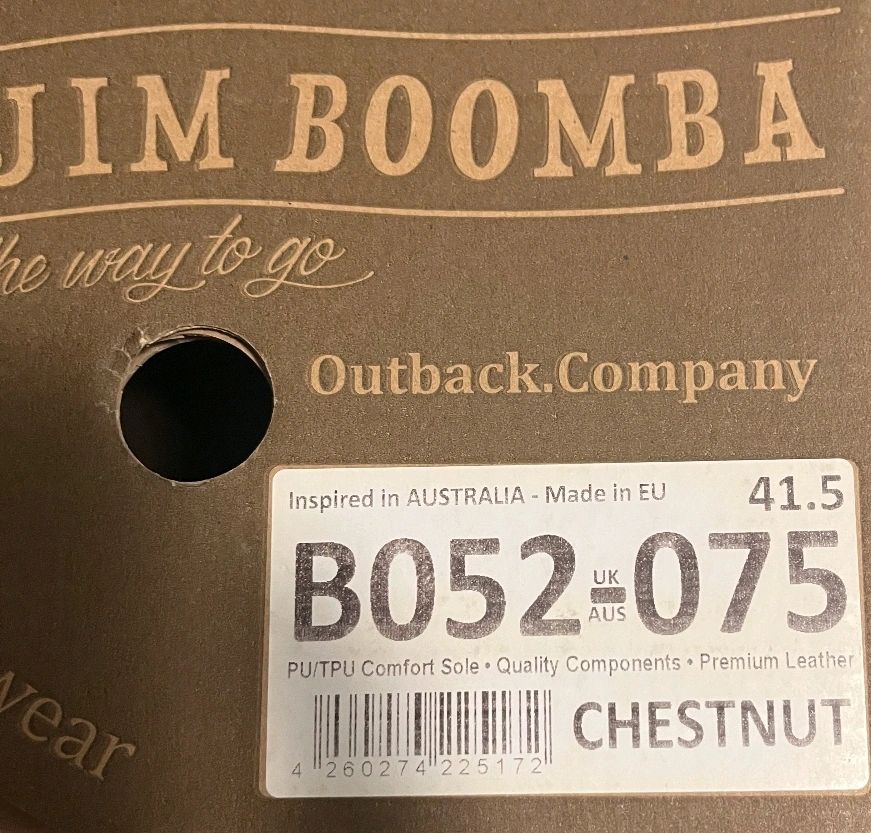 JIM BOOMBA
the way to go
Outback.Company
Inspired in AUSTRALIA - Made in EU 41.5
B052-075
UK
AUS
PU/TPU Comfort Sole • Quality Components • Premium Leather
CHESTNUT
4 260274 225172
wear